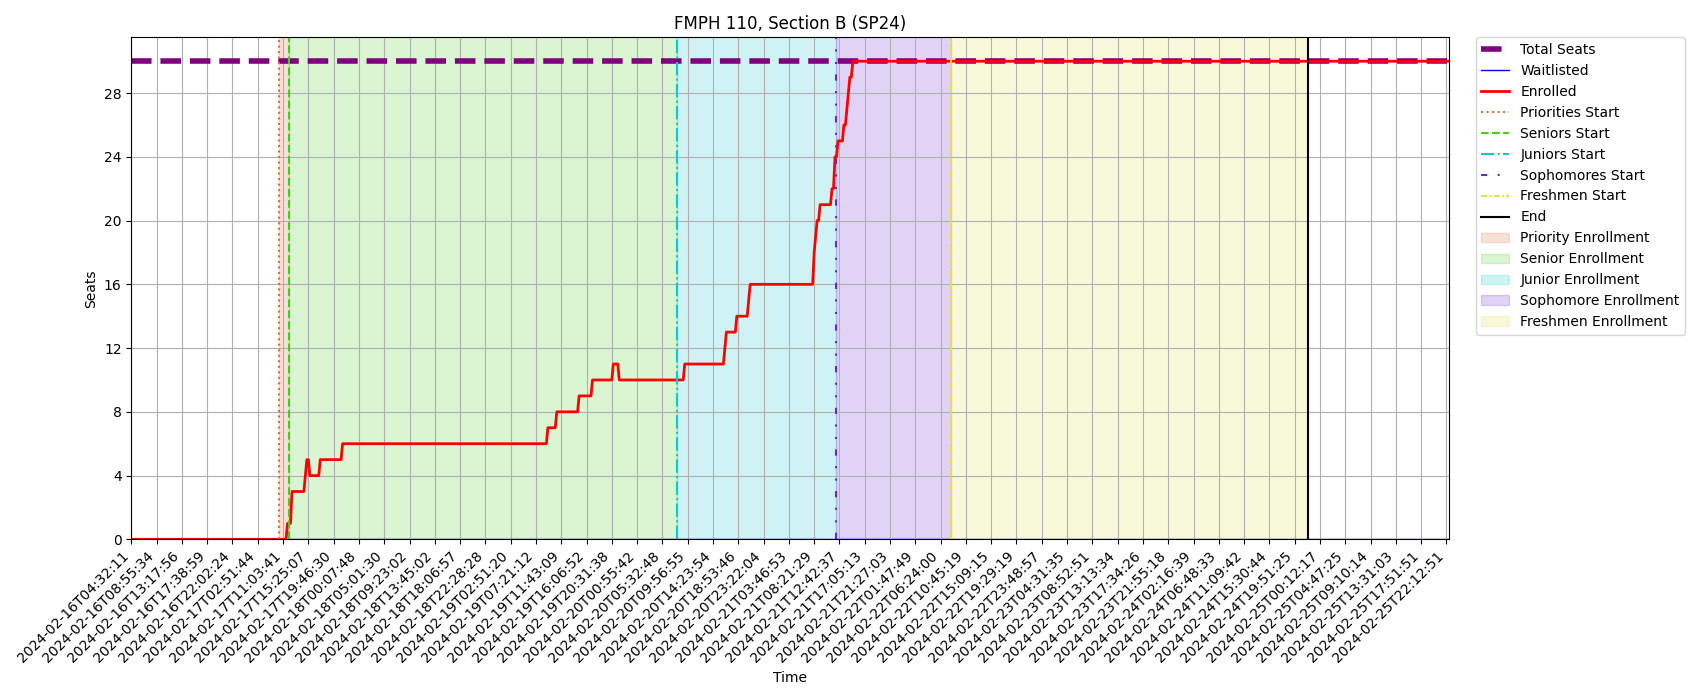 FMPH 110, Section B (SP24)
Total Seats
Waitlisted
Enrolled
Priorities Start
Seniors Start
Juniors Start
Sophomores Start
Freshmen Start
End
Priority Enrollment
Senior Enrollment
Junior Enrollment
Sophomore Enrollment
Freshmen Enrollment
Seats
28
24
20
16
12
8
4
0
2024-02-16T04:32:11
2024-02-16T08:55:34
2024-02-16T13:17:56
2024-02-16T17:38:59
2024-02-16T22:02:24
2024-02-17T02:51:44
2024-02-17T11:03:41
2024-02-17T15:25:07
2024-02-17T19:46:30
2024-02-18T00:07:48
2024-02-18T05:01:30
2024-02-18T09:23:02
2024-02-18T13:45:02
2024-02-18T18:06:57
2024-02-18T22:28:28
2024-02-19T02:51:20
2024-02-19T07:21:12
2024-02-19T11:43:09
2024-02-19T16:06:52
2024-02-19T20:31:38
2024-02-20T00:55:42
2024-02-20T05:32:48
2024-02-20T09:56:55
2024-02-20T14:23:54
2024-02-20T18:53:46
2024-02-20T23:22:04
2024-02-21T03:46:53
2024-02-21T08:21:29
2024-02-21T12:42:37
2024-02-21T17:05:13
2024-02-21T21:27:03
2024-02-22T01:47:49
2024-02-22T06:24:00
2024-02-22T10:45:19
2024-02-22T15:09:15
2024-02-22T19:29:19
2024-02-22T23:48:57
2024-02-23T04:31:35
2024-02-23T08:52:51
2024-02-23T13:13:34
2024-02-23T17:34:26
2024-02-23T21:55:18
2024-02-24T02:16:39
2024-02-24T06:48:33
2024-02-24T11:09:42
2024-02-24T15:30:44
2024-02-24T19:51:25
2024-02-25T00:12:17
2024-02-25T04:47:25
2024-02-25T09:10:14
2024-02-25T13:31:03
2024-02-25T17:51:51
2024-02-25T22:12:51
Time